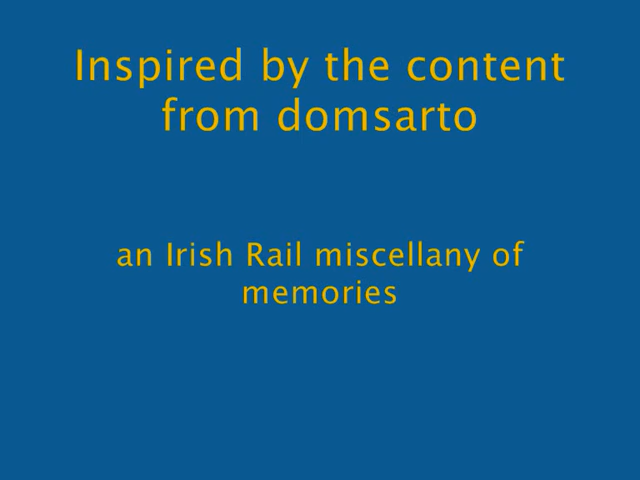 Inspired by the content
from domsarto
an Irish Rail miscellany of
memories